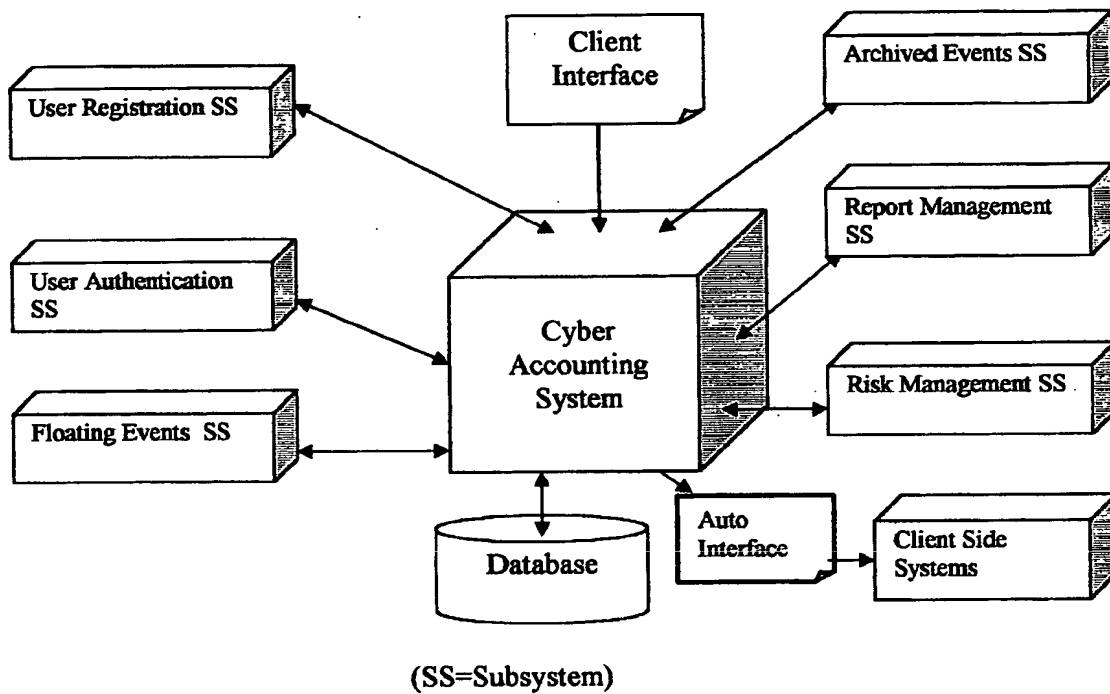 Client
Interface
Archived Events SS
User Registration SS
Report Management
SS
User Authentication
SS
Cyber
Accounting
System
Risk Management SS
Floating Events SS
Auto
Interface
Client Side
Systems
Database
(SS=Subsystem)